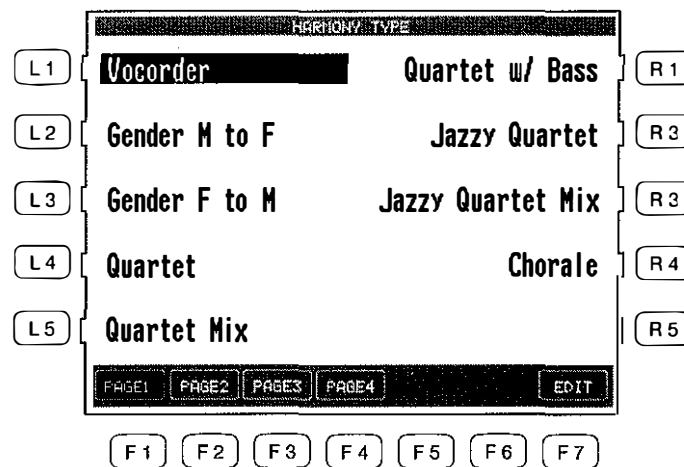 HARMONY TYPE
L1 Vocorder Quartet w/ Bass R1
L2 Gender M to F Jazzy Quartet R3
L3 Gender F to M Jazzy Quartet Mix R3
L4 Quartet Chorale R4
L5 Quartet Mix R5
PAGE1 PAGE2 PAGE3 PAGE4 EDIT
F1 F2 F3 F4 F5 F6 F7